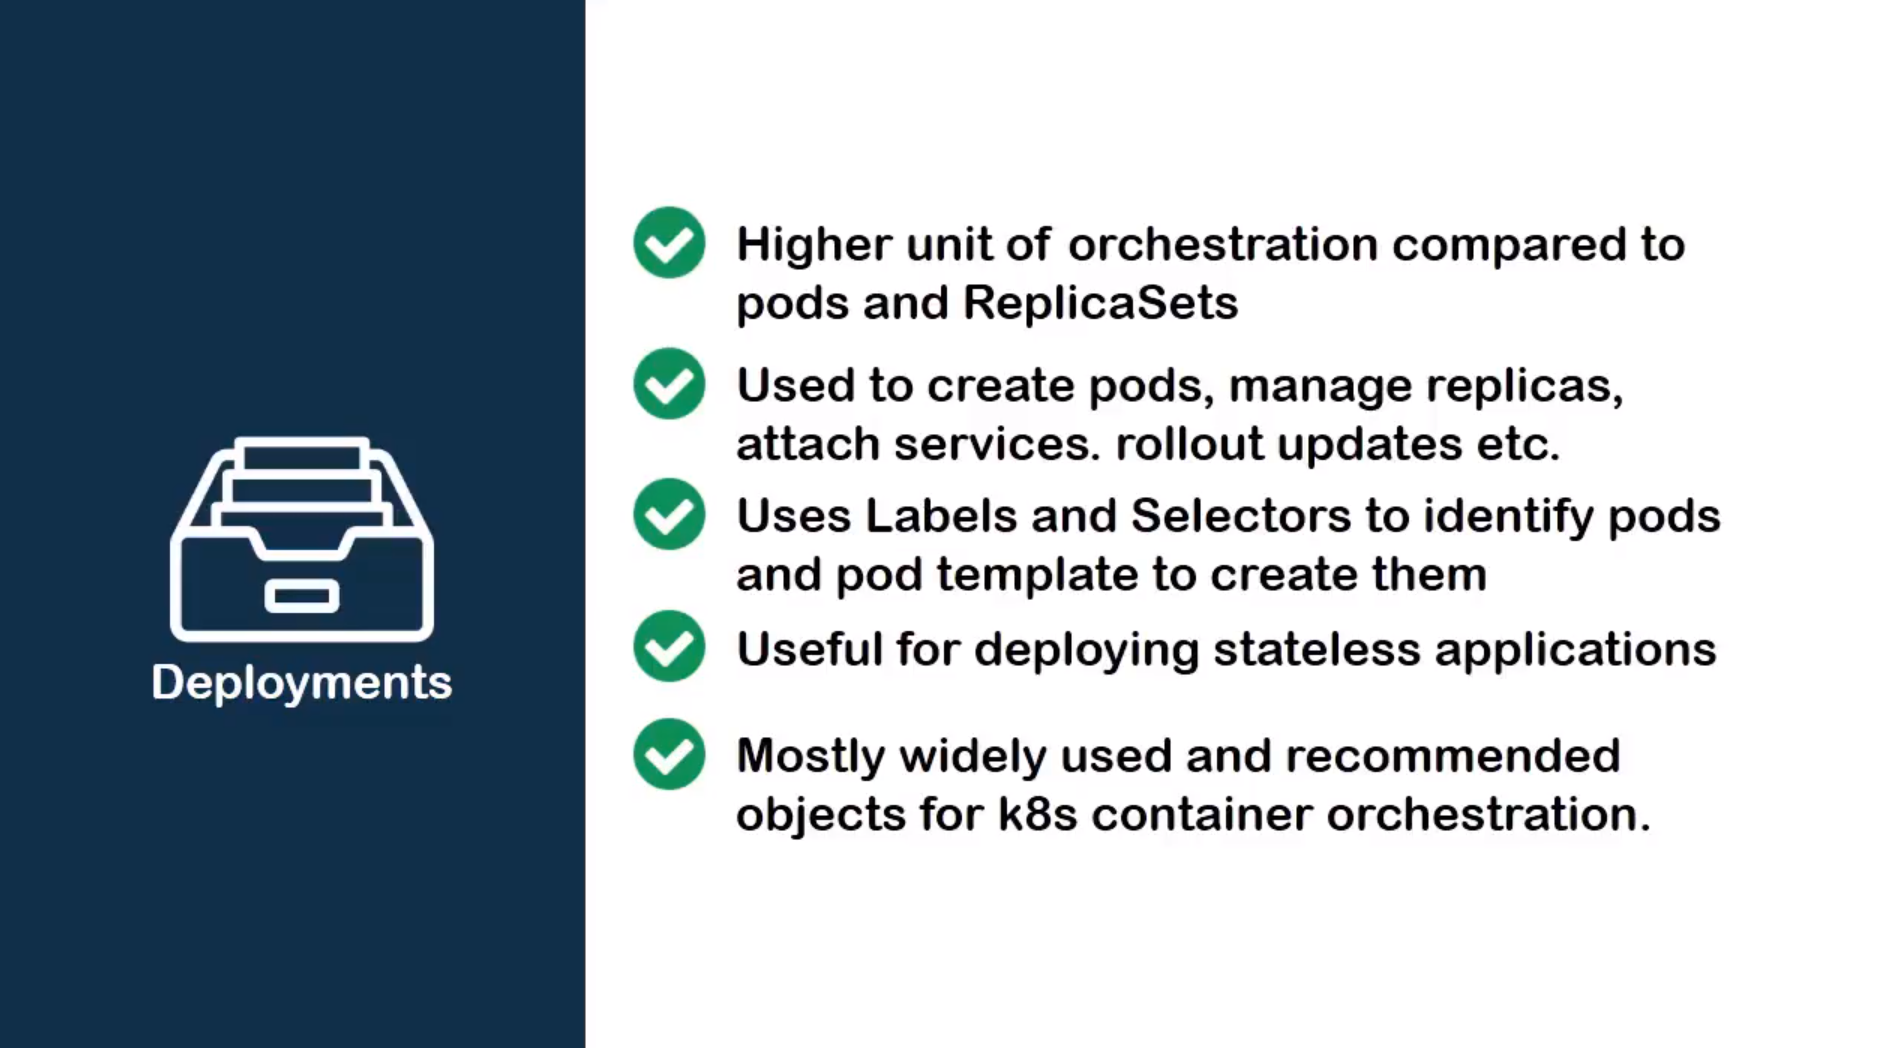 Deployments
Higher unit of orchestration compared to
pods and ReplicaSets
Used to create pods, manage replicas,
attach services. rollout updates etc.
Uses Labels and Selectors to identify pods
and pod template to create them
Useful for deploying stateless applications
Mostly widely used and recommended
objects for k8s container orchestration.